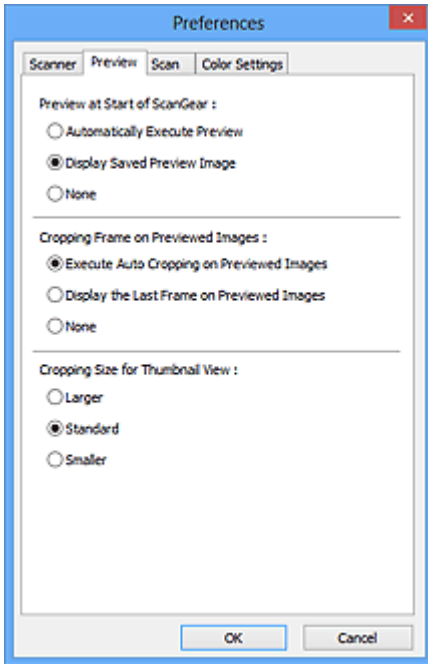 Preferences
Scanner Preview Scan Color Settings
Preview at Start of ScanGear :
Automatically Execute Preview
Display Saved Preview Image
None
Cropping Frame on Previewed Images :
Execute Auto Cropping on Previewed Images
Display the Last Frame on Previewed Images
None
Cropping Size for Thumbnail View :
Larger
Standard
Smaller
OK Cancel